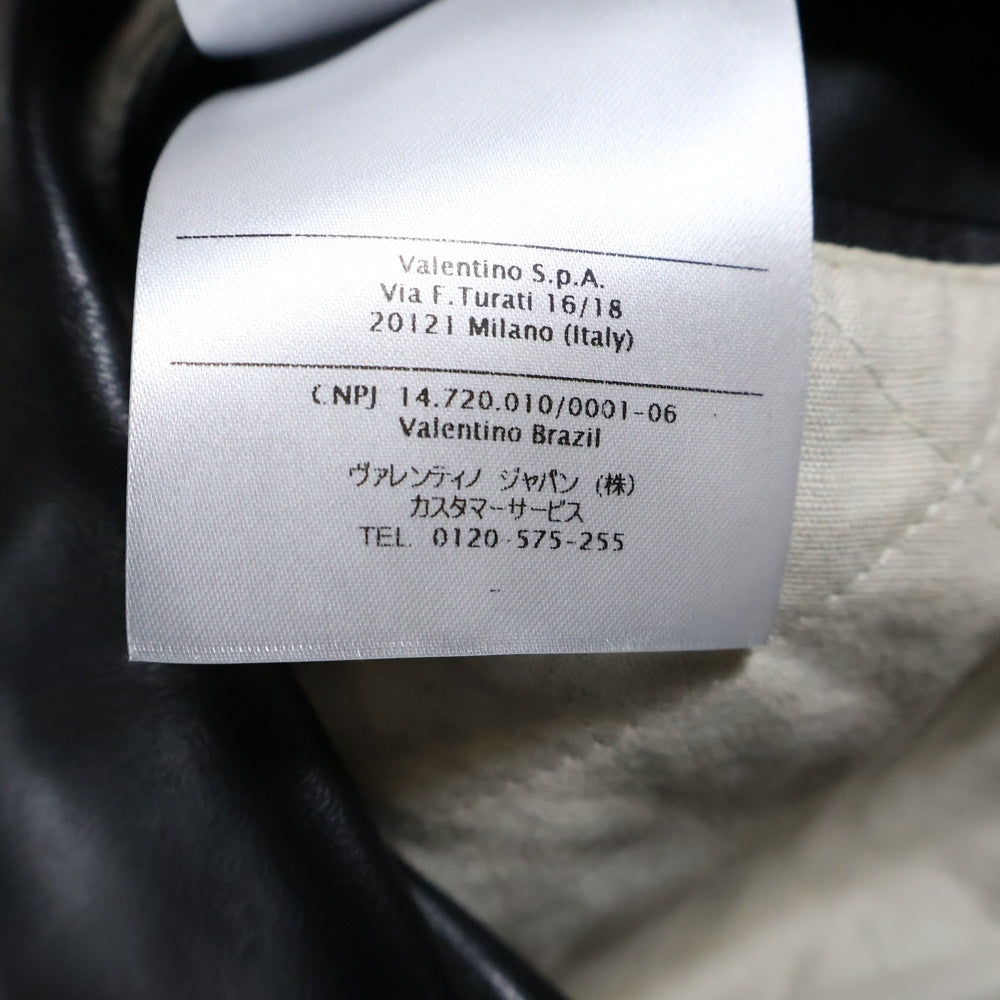 Valentino S.p.A.
Via F.Turati 16/18
20121 Milano (Italy)
CNPJ 14.720.010/0001-06
Valentino Brazil
ヴァレンティノ ジャパン (株)
カスタマーサービス
TEL. 0120-575-255